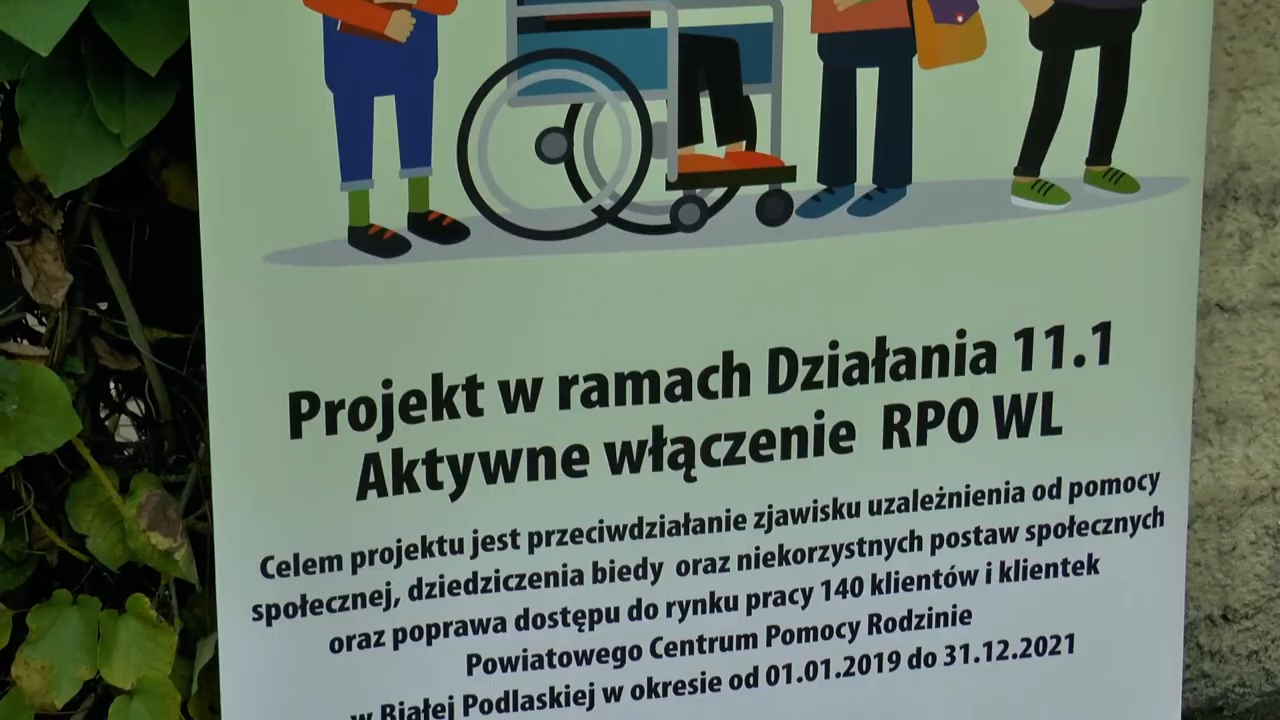 Projekt w ramach Działania 11.1
Aktywne włączenie RPO WL
Celem projektu jest przeciwdziałanie zjawisku uzależnienia od pomocy
społecznej, dziedziczenia biedy oraz niekorzystnych postaw społecznych
oraz poprawa dostępu do rynku pracy 140 klientów i klientek
Powiatowego Centrum Pomocy Rodzinie
w Białej Podlaskiej w okresie od 01.01.2019 do 31.12.2021